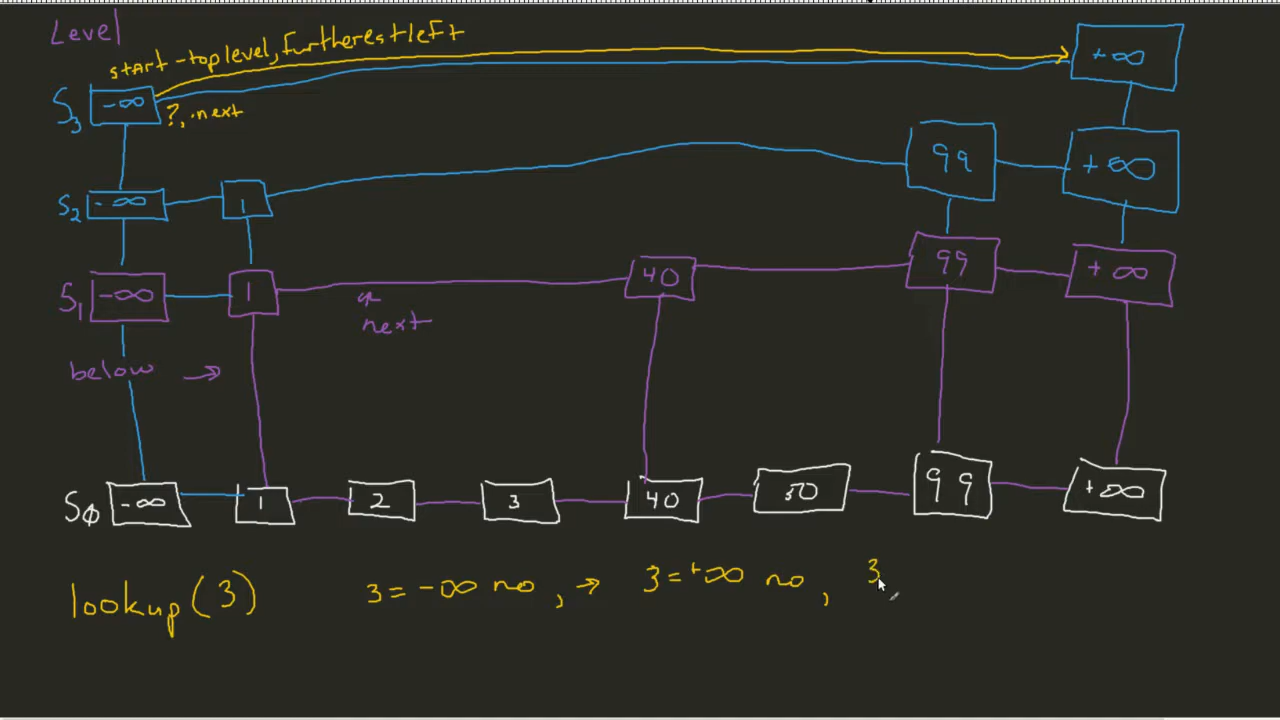 Level
start - top level, furtherest left
+∞
S3 -∞
?, .next
S2 -∞ 1 99 +∞
S1 -∞ 1 40 99 +∞
next
below →
S0 -∞ 1 2 3 40 50 99 +∞
lookup(3) 3 = -∞ no, → 3 = +∞ no, 3